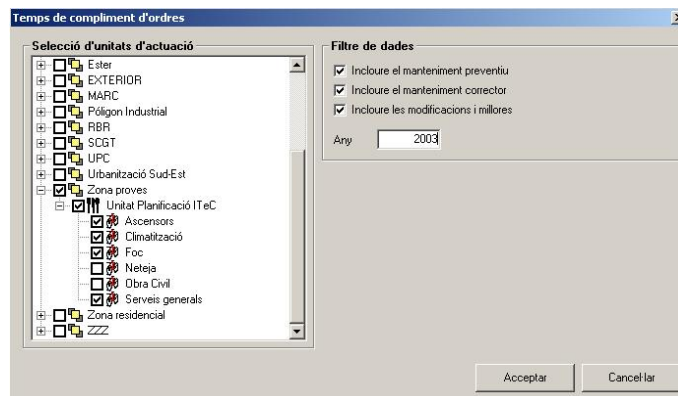 Temps de compliment d'ordres
Selecció d'unitats d'actuació
Ester
EXTERIOR
MARC
Póligon Industrial
RBR
SCGT
UPC
Urbanització Sud-Est
Zona proves
Unitat Planificació ITeC
Ascensors
Climatització
Foc
Neteja
Obra Civil
Serveis generals
Zona residencial
ZZZ
Filtre de dades
Incloure el manteniment preventiu
Incloure el manteniment corrector
Incloure les modificacions i millores
Any 2003
Acceptar Cancel·lar